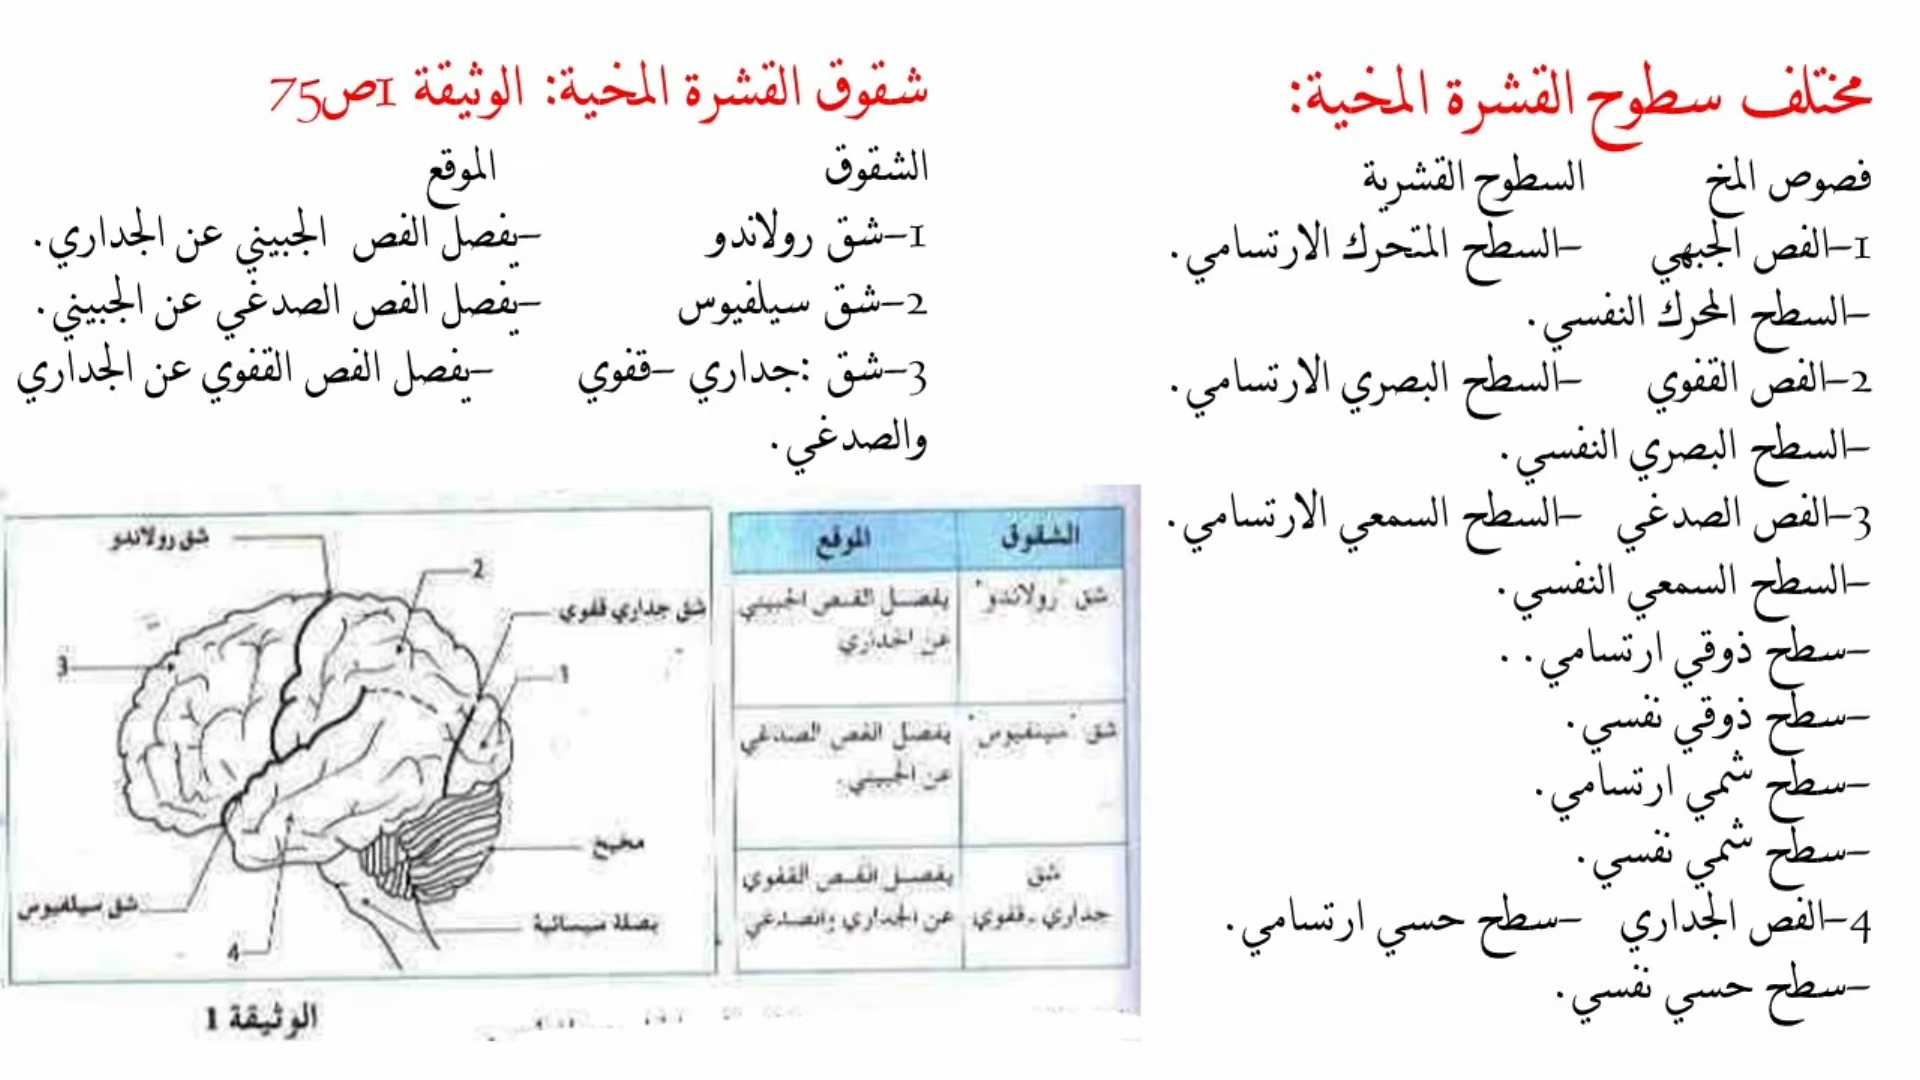 مختلف سطوح القشرة المخية:
فصوص المخ السطوح القشرية
1-الفص الجبهي -السطح المتحرك الارتسامي.
-السطح المحرك النفسي.
2-الفص القفوي -السطح البصري الارتسامي.
-السطح البصري النفسي.
3-الفص الصدغي -السطح السمعي الارتسامي.
-السطح السمعي النفسي.
-سطح ذوقي ارتسامي..
-سطح ذوقي نفسي.
-سطح شمي ارتسامي.
-سطح شمي نفسي.
4-الفص الجداري -سطح حسي ارتسامي.
-سطح حسي نفسي.
شقوق القشرة المخية: الوثيقة 1ص75
الشقوق الموقع
1-شق رولاندو -يفصل الفص الجبيني عن الجداري.
2-شق سيلفيوس -يفصل الفص الصدغي عن الجبيني.
3-شق :جداري -قفوي -يفصل الفص القفوي عن الجداري
والصدغي.
الشقوق الموقع
شق "رولاندو" يفصل الفص الجبيني
عن الجداري
شق "سيلفيوس" يفصل الفص الصدغي
عن الجبيني.
شق يفصل الفص القفوي
جداري ـ قفوي عن الجداري والصدغي
شق رولاندو
2
شق جداري قفوي
3
1
مخيخ
شق سيلفيوس
بصلة سيسائية
4
الوثيقة 1